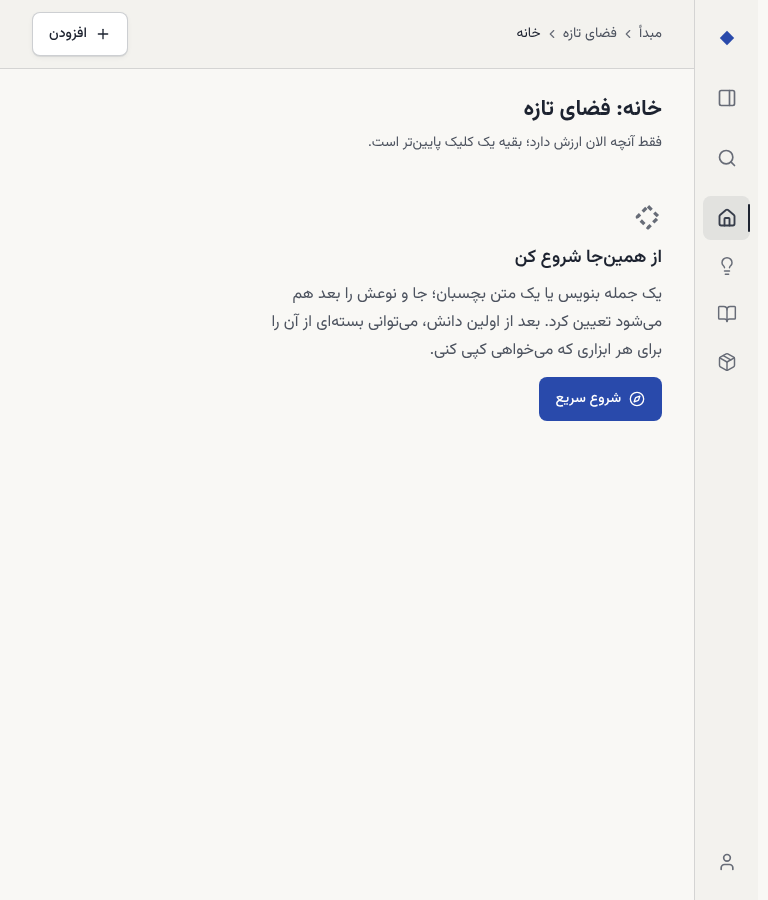 مبدأ › فضای تازه › خانه
افزودن
خانه: فضای تازه
فقط آنچه الان ارزش دارد؛ بقیه یک کلیک پایین‌تر است.
از همین‌جا شروع کن
یک جمله بنویس یا یک متن بچسبان؛ جا و نوعش را بعد هم
می‌شود تعیین کرد. بعد از اولین دانش، می‌توانی بسته‌ای از آن را
برای هر ابزاری که می‌خواهی کپی کنی.
شروع سریع